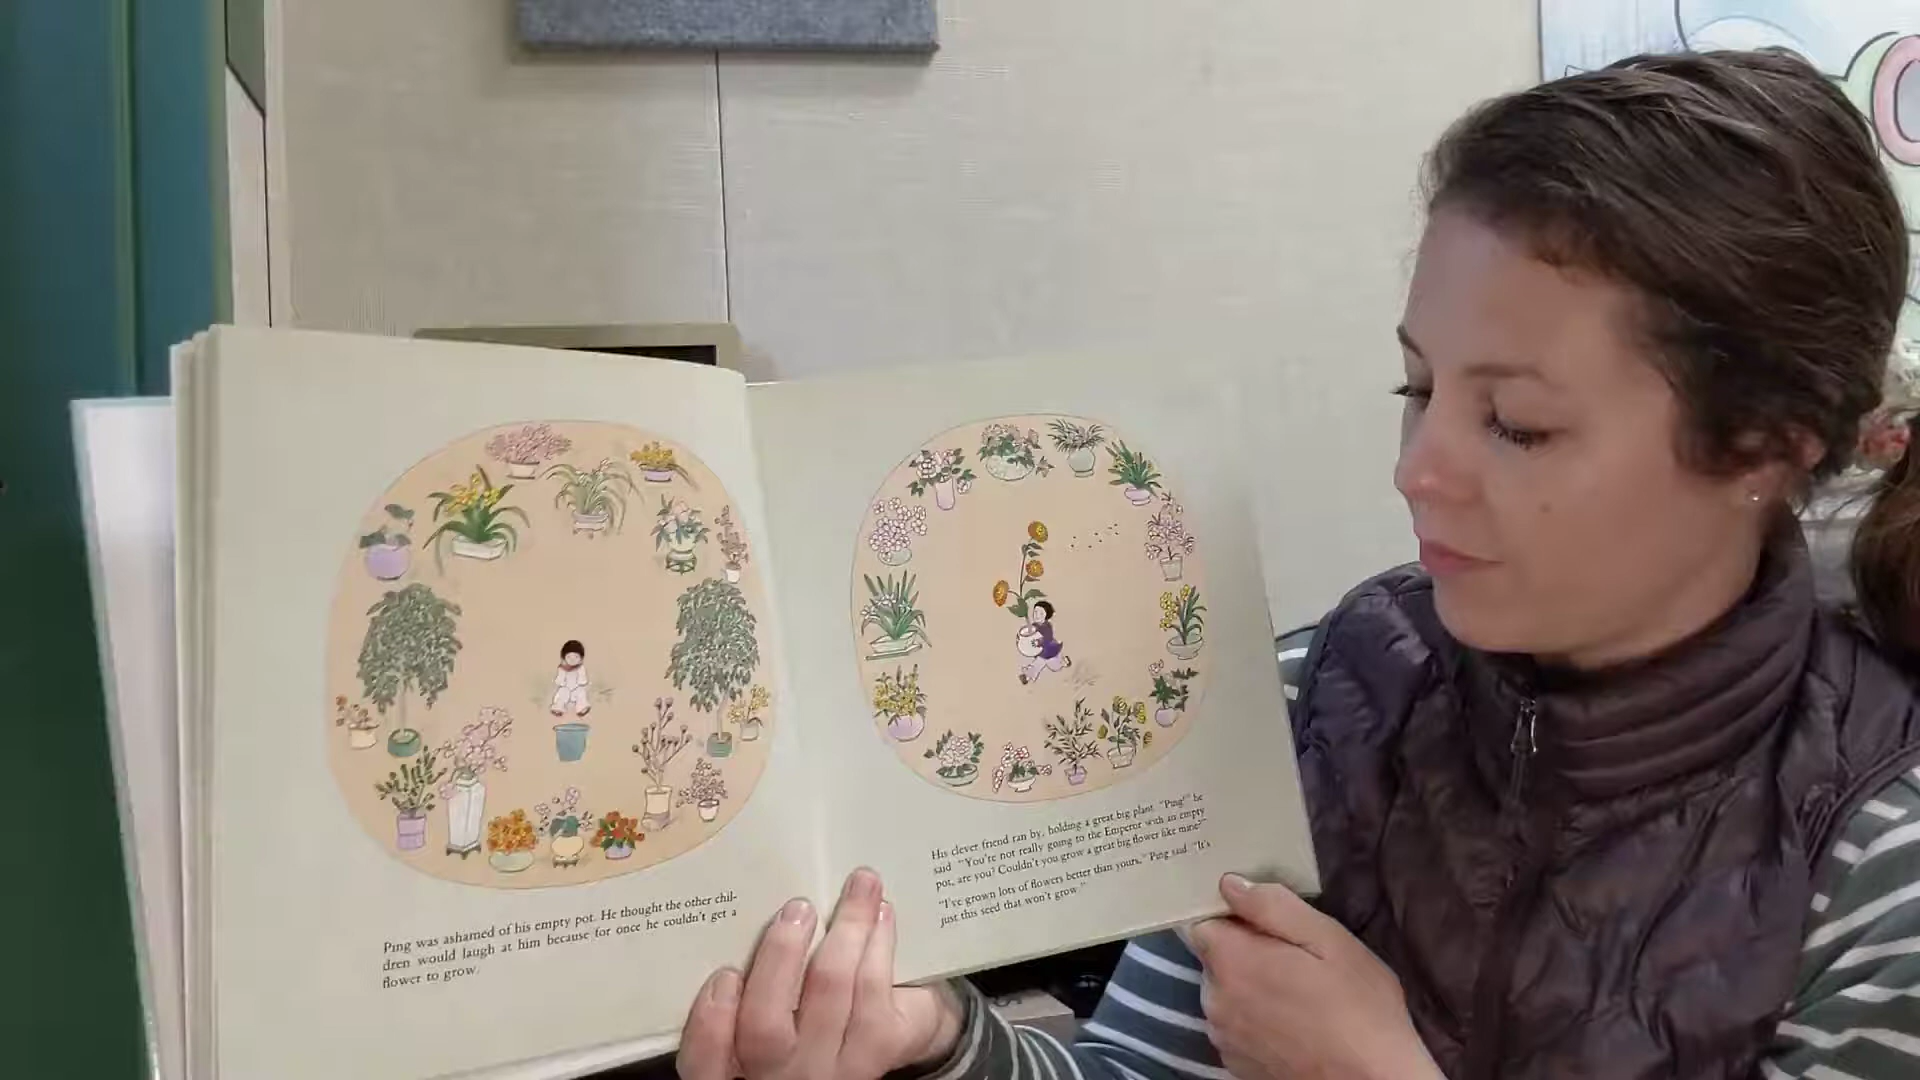 Ping was ashamed of his empty pot. He thought the other chil-
dren would laugh at him because for once he couldn't get a
flower to grow.
His clever friend ran by, holding a great big plant. "Ping!" he
said. "You're not really going to the Emperor with an empty
pot, are you? Couldn't you grow a great big flower like mine?"
"I've grown lots of flowers better than yours," Ping said. "It's
just this seed that won't grow."